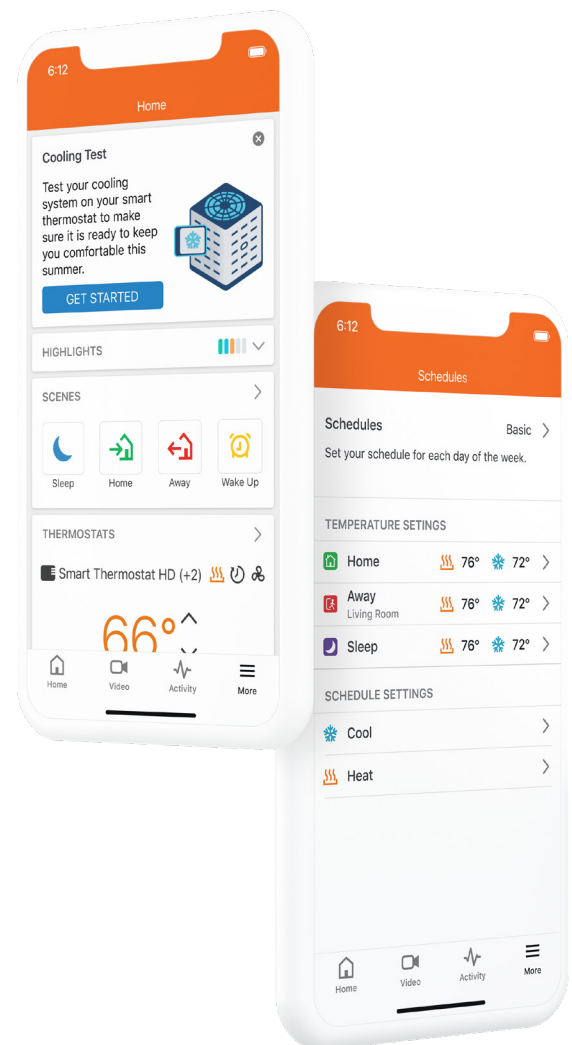 6:12
Home
Cooling Test
Test your cooling
system on your smart
thermostat to make
sure it is ready to keep
you comfortable this
summer.
GET STARTED
HIGHLIGHTS
SCENES
Sleep Home Away Wake Up
THERMOSTATS
Smart Thermostat HD (+2)
66°
Home Video Activity More
6:12
Schedules
Schedules Basic
Set your schedule for each day of the week.
TEMPERATURE SETINGS
Home 76° 72°
Away 76° 72°
Living Room
Sleep 76° 72°
SCHEDULE SETTINGS
Cool
Heat
Home Video Activity More